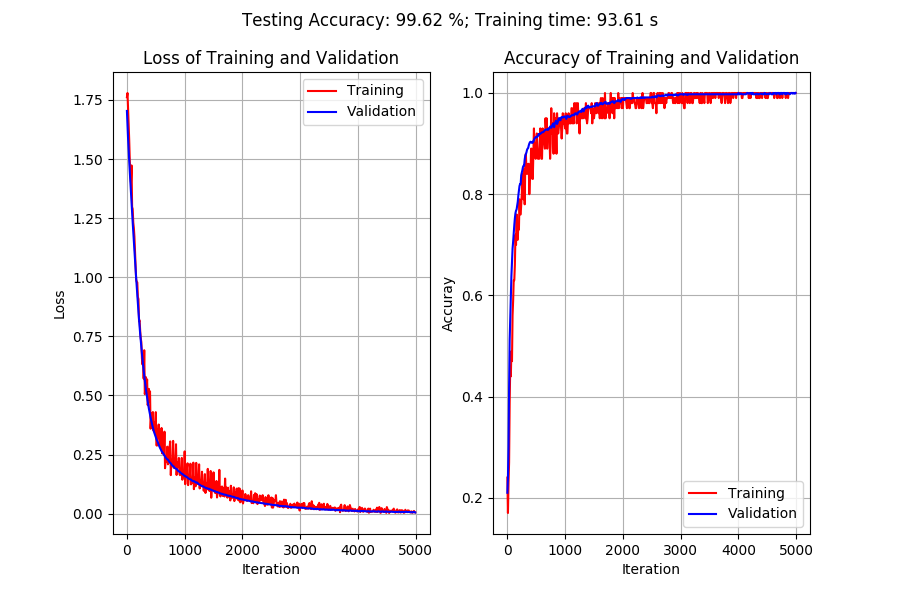 Testing Accuracy: 99.62 %; Training time: 93.61 s
Loss of Training and Validation
Training
Validation
1.75
1.50
1.25
1.00
0.75
0.50
0.25
0.00
Loss
0
1000
2000
3000
4000
5000
Iteration
Accuracy of Training and Validation
1.0
0.8
0.6
0.4
0.2
Accuray
Training
Validation
0
1000
2000
3000
4000
5000
Iteration